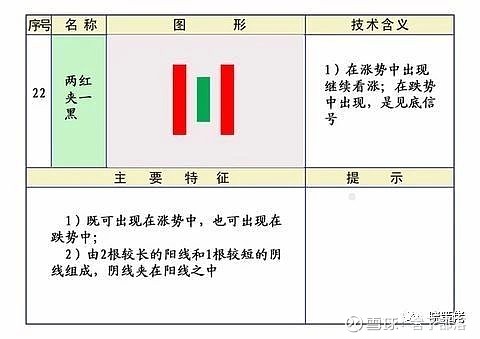 序号 名称 图形 技术含义
22
两红
夹一
黑
1）在涨势中出现
继续看涨；在跌势
中出现，是见底信
号
主要特征 提示
1）既可出现在涨势中，也可出现在
跌势中；
2）由2根较长的阳线和1根较短的阴
线组成，阴线夹在阳线之中